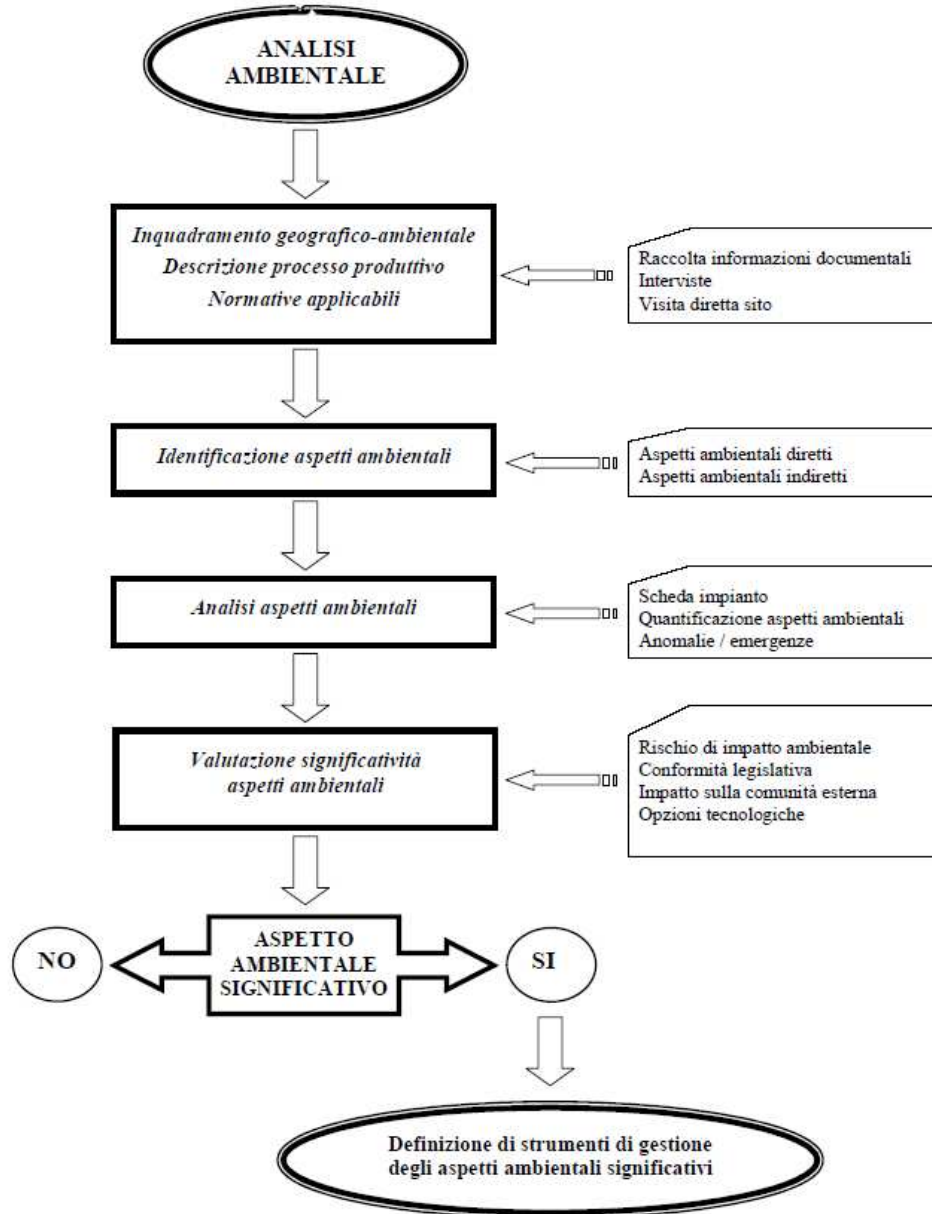 ANALISI
AMBIENTALE
Inquadramento geografico-ambientale
Descrizione processo produttivo
Normative applicabili
Raccolta informazioni documentali
Interviste
Visita diretta sito
Identificazione aspetti ambientali
Aspetti ambientali diretti
Aspetti ambientali indiretti
Analisi aspetti ambientali
Scheda impianto
Quantificazione aspetti ambientali
Anomalie / emergenze
Valutazione significatività
aspetti ambientali
Rischio di impatto ambientale
Conformità legislativa
Impatto sulla comunità esterna
Opzioni tecnologiche
NO
ASPETTO
AMBIENTALE
SIGNIFICATIVO
SI
Definizione di strumenti di gestione
degli aspetti ambientali significativi